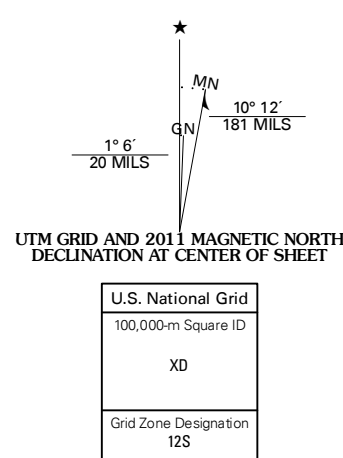 ★
MN
GN
10° 12´
181 MILS
1° 6´
20 MILS
UTM GRID AND 2011 MAGNETIC NORTH
DECLINATION AT CENTER OF SHEET
U.S. National Grid
100,000-m Square ID
XD
Grid Zone Designation
12S